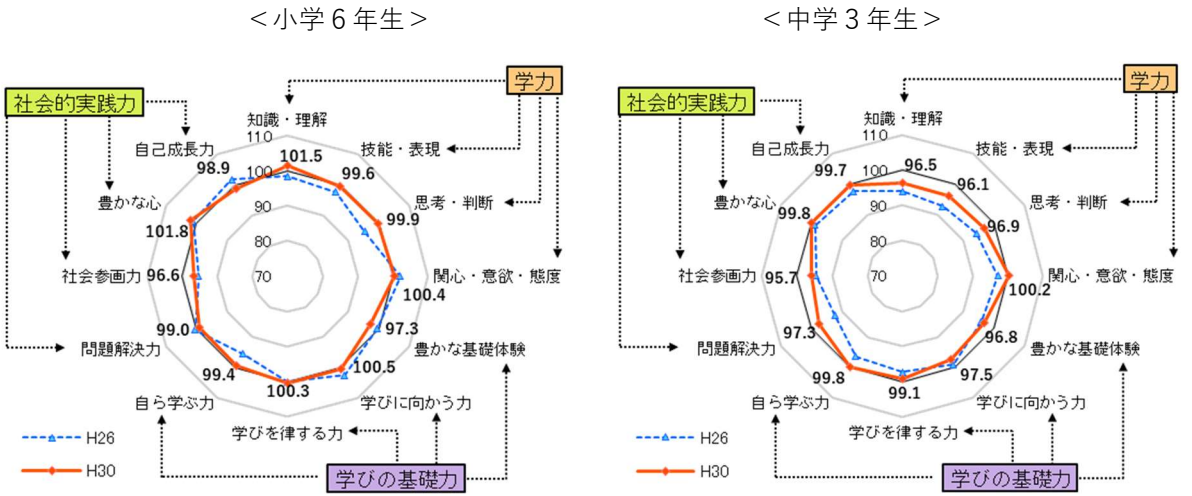 ＜小学６年生＞
学力
社会的実践力
知識・理解
110
自己成長力
技能・表現
98.9
101.5
99.6
100
豊かな心
思考・判断
90
99.9
101.8
80
社会参画力
96.6
70
関心・意欲・態度
100.4
99.0
97.3
問題解決力
豊かな基礎体験
99.4
100.5
100.3
自ら学ぶ力
学びに向かう力
学びを律する力
H26
H30
学びの基礎力
＜中学３年生＞
学力
社会的実践力
知識・理解
110
自己成長力
技能・表現
99.7
96.5
96.1
100
豊かな心
思考・判断
90
99.8
96.9
80
社会参画力
95.7
70
関心・意欲・態度
100.2
97.3
96.8
問題解決力
豊かな基礎体験
99.8
97.5
99.1
自ら学ぶ力
学びに向かう力
学びを律する力
H26
H30
学びの基礎力